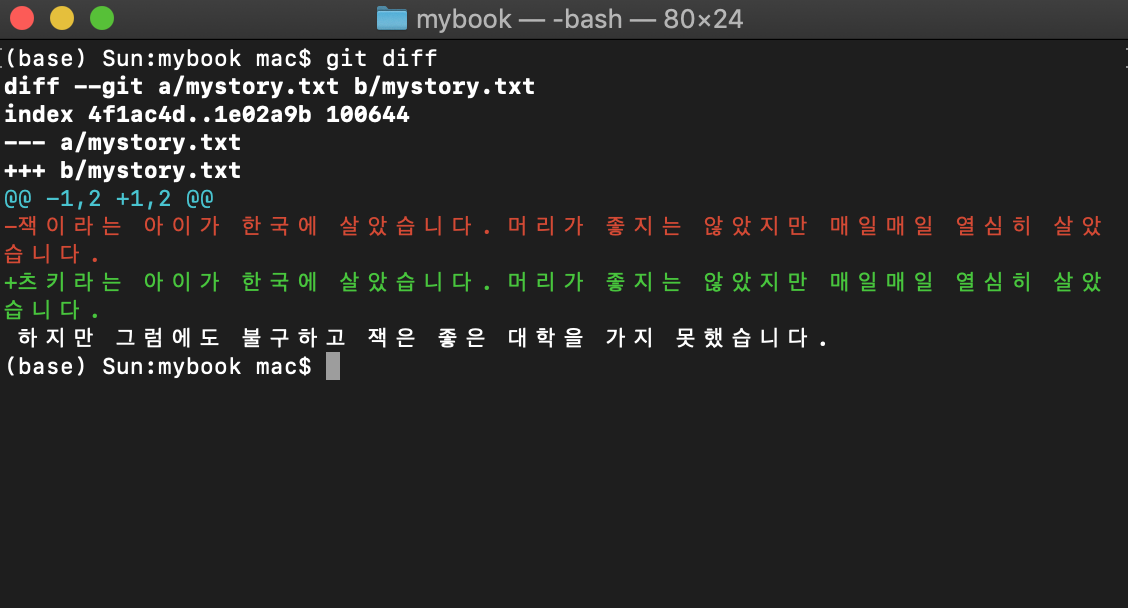 mybook — -bash — 80×24
(base) Sun:mybook mac$ git diff
diff --git a/mystory.txt b/mystory.txt
index 4f1ac4d..1e02a9b 100644
--- a/mystory.txt
+++ b/mystory.txt
@@ -1,2 +1,2 @@
-잭이라는 아이가 한국에 살았습니다. 머리가 좋지는 않았지만 매일매일 열심히 살았
습니다.
+츠키라는 아이가 한국에 살았습니다. 머리가 좋지는 않았지만 매일매일 열심히 살았
습니다.
 하지만 그럼에도 불구하고 잭은 좋은 대학을 가지 못했습니다.
(base) Sun:mybook mac$